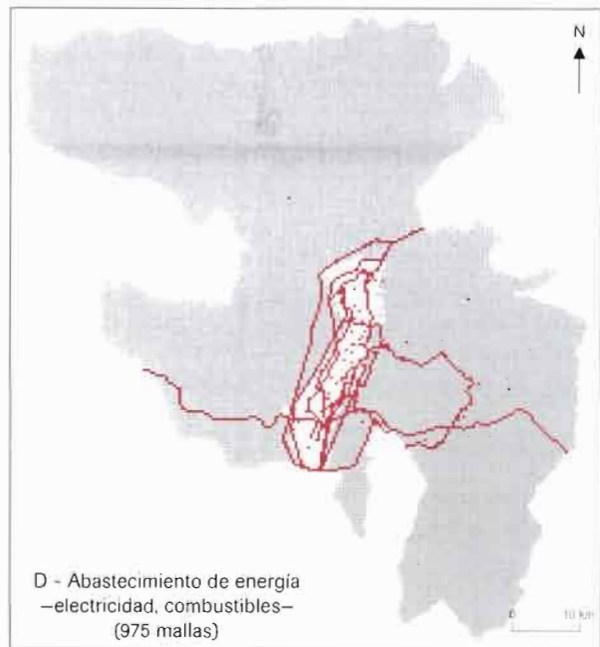 N
D - Abastecimiento de energía
–electricidad, combustibles–
(975 mallas)
0 10 km